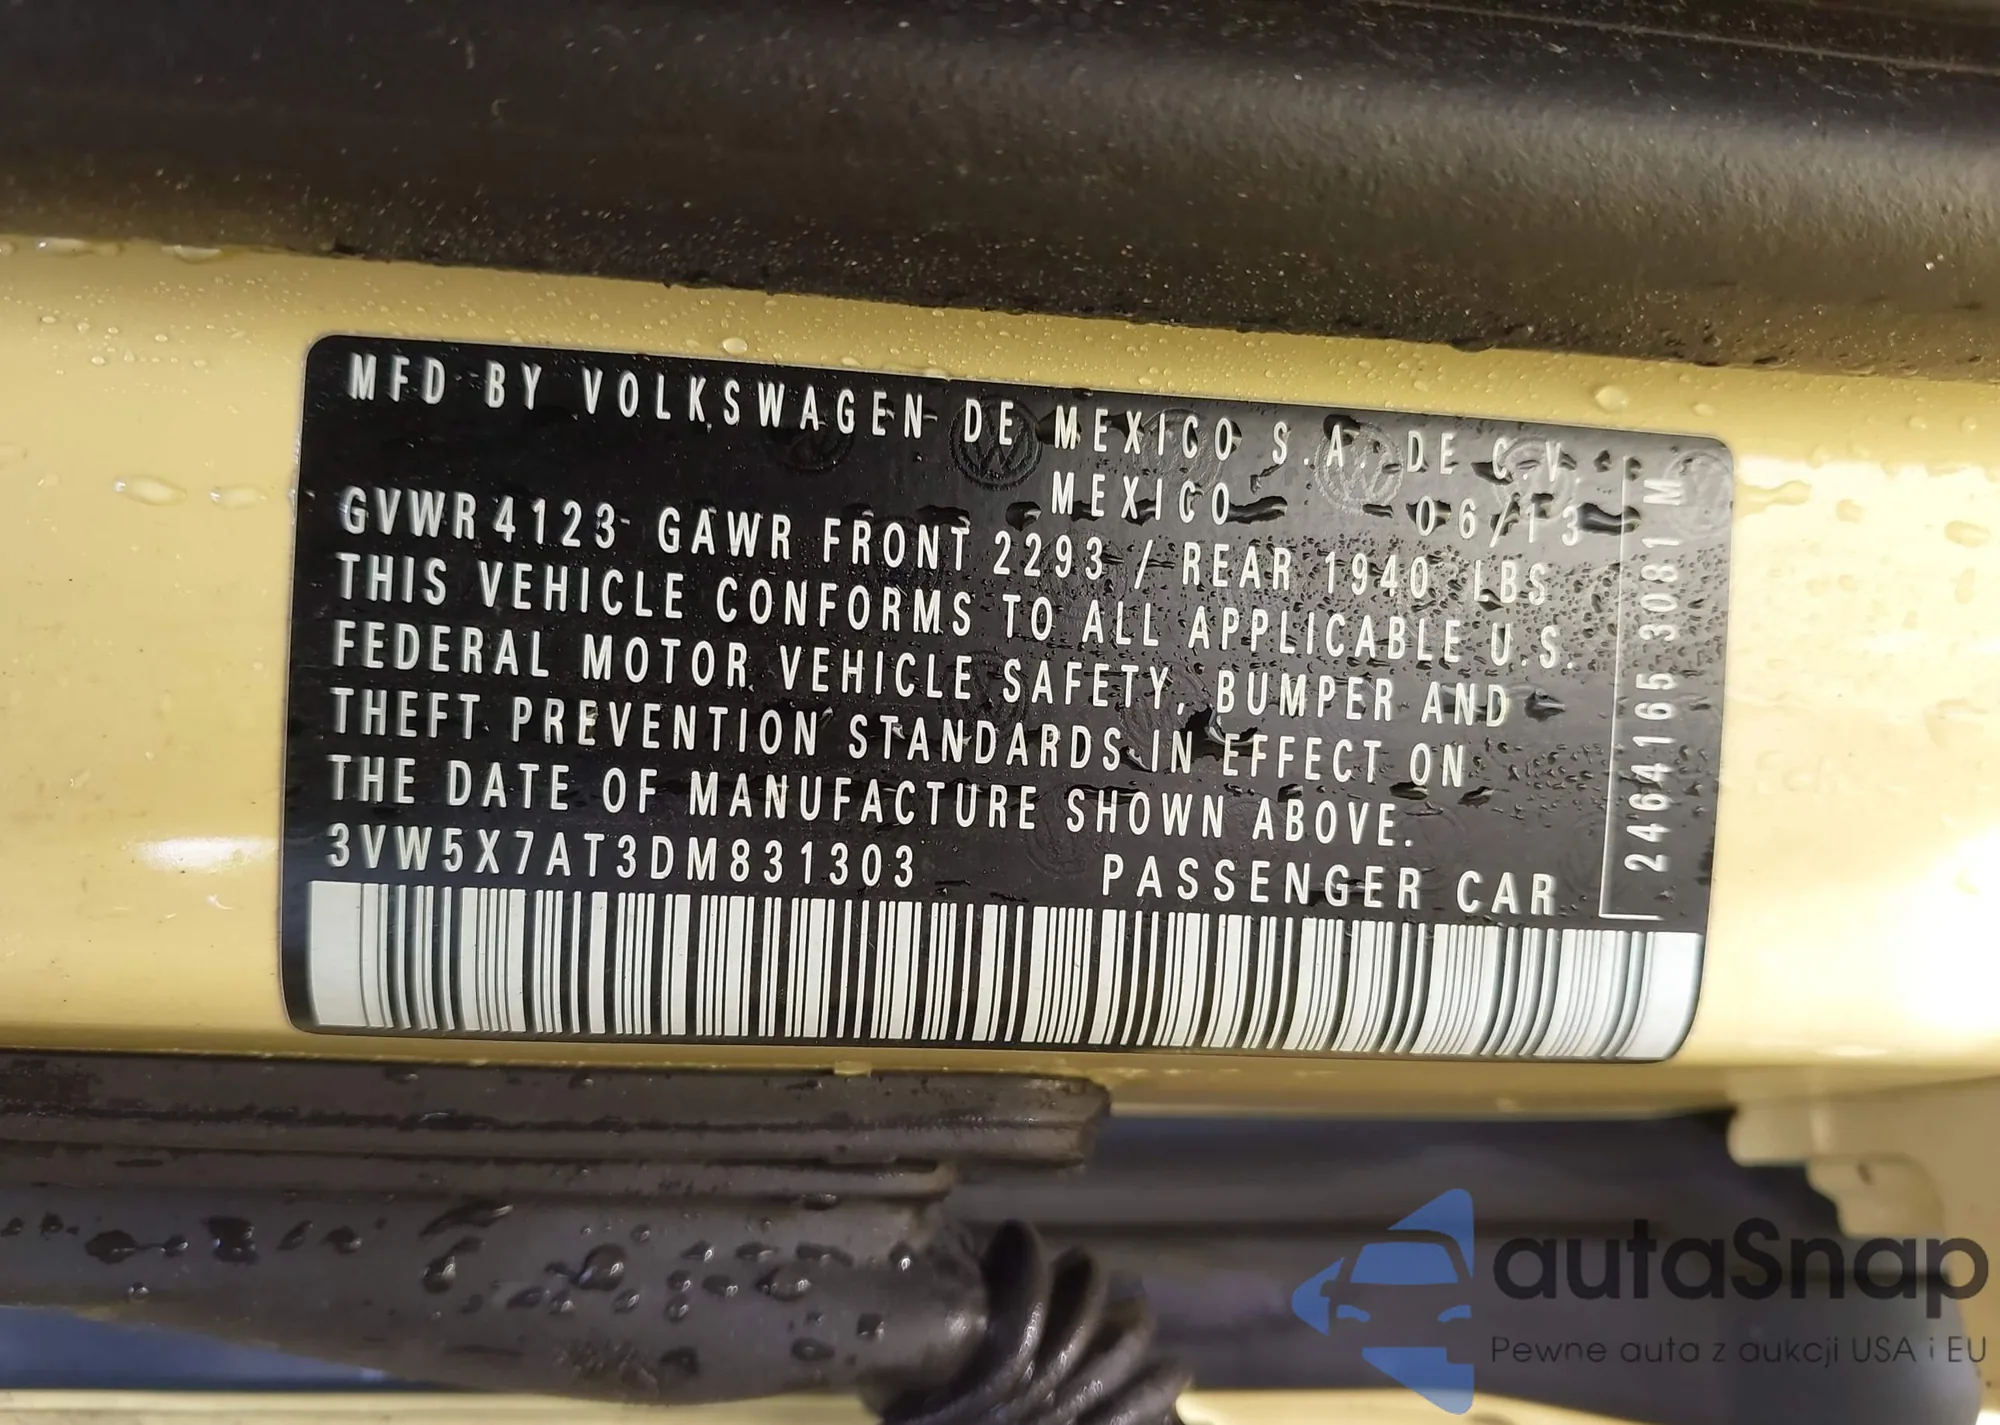 MFD BY VOLKSWAGEN DE MEXICO S.A. DE C.V.
MEXICO 06/13
GVWR 4123 GAWR FRONT 2293 / REAR 1940 LBS
THIS VEHICLE CONFORMS TO ALL APPLICABLE U.S.
FEDERAL MOTOR VEHICLE SAFETY, BUMPER AND
THEFT PREVENTION STANDARDS IN EFFECT ON
THE DATE OF MANUFACTURE SHOWN ABOVE.
3VW5X7AT3DM831303 PASSENGER CAR
24641165 3081 M
autaSnap
Pewne auta z aukcji USA i EU